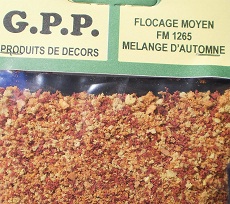 G.P.P.
PRODUITS DE DECORS
FLOCAGE MOYEN
FM 1265
MELANGE D'AUTOMNE